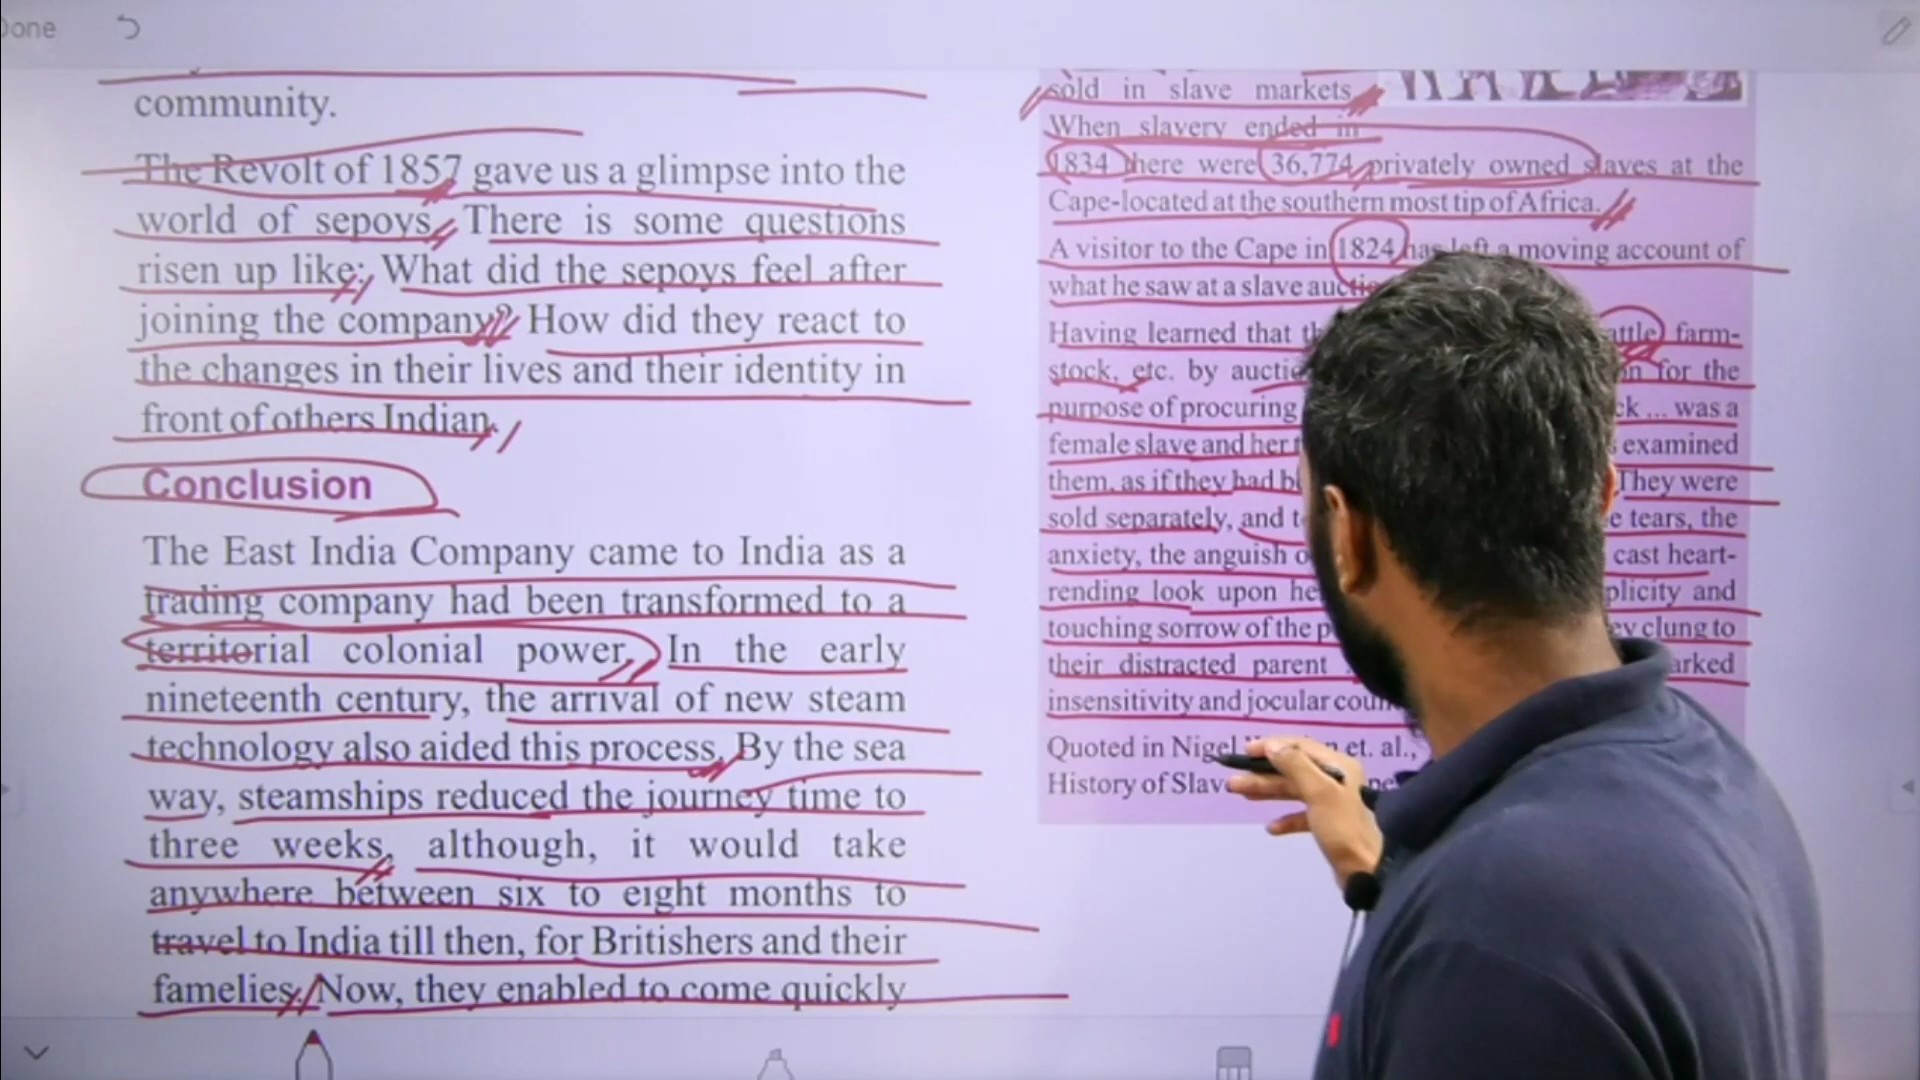 Done
community.
The Revolt of 1857 gave us a glimpse into the
world of sepoys. There is some questions
risen up like: What did the sepoys feel after
joining the company? How did they react to
the changes in their lives and their identity in
front of others Indian.
Conclusion
The East India Company came to India as a
trading company had been transformed to a
territorial colonial power. In the early
nineteenth century, the arrival of new steam
technology also aided this process. By the sea
way, steamships reduced the journey time to
three weeks, although, it would take
anywhere between six to eight months to
travel to India till then, for Britishers and their
famelies. Now, they enabled to come quickly
sold in slave markets
When slavery ended in
1834 there were 36,774 privately owned slaves at the
Cape-located at the southern most tip of Africa.
A visitor to the Cape in 1824 has left a moving account of
what he saw at a slave
Having learned that farm-
stock, etc. by for the
purpose of procuring ... was a
female slave and her examined
them, as if they had They were
sold separately, and tears, the
anxiety, the anguish cast heart-
rending look upon and
touching sorrow of the clung to
their distracted parent
insensitivity and jocular
Quoted in Nigel et. al.,
History of